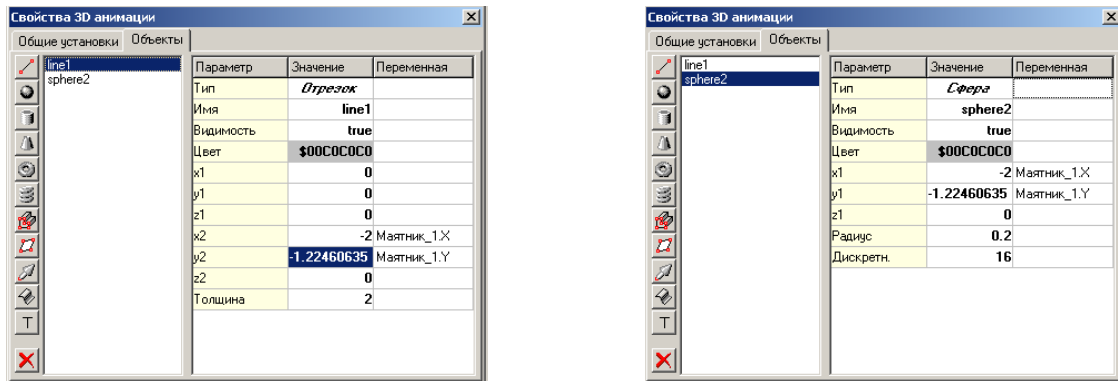 Свойства 3D анимации
Общие установки Объекты
line1
sphere2
Параметр Значение Переменная
Тип Отрезок
Имя line1
Видимость true
Цвет $00C0C0C0
x1 0
y1 0
z1 0
x2 -2 Маятник_1.X
y2 -1.22460635 Маятник_1.Y
z2 0
Толщина 2
T
Свойства 3D анимации
Общие установки Объекты
line1
sphere2
Параметр Значение Переменная
Тип Сфера
Имя sphere2
Видимость true
Цвет $00C0C0C0
x1 -2 Маятник_1.X
y1 -1.22460635 Маятник_1.Y
z1 0
Радиус 0.2
Дискретн. 16
T